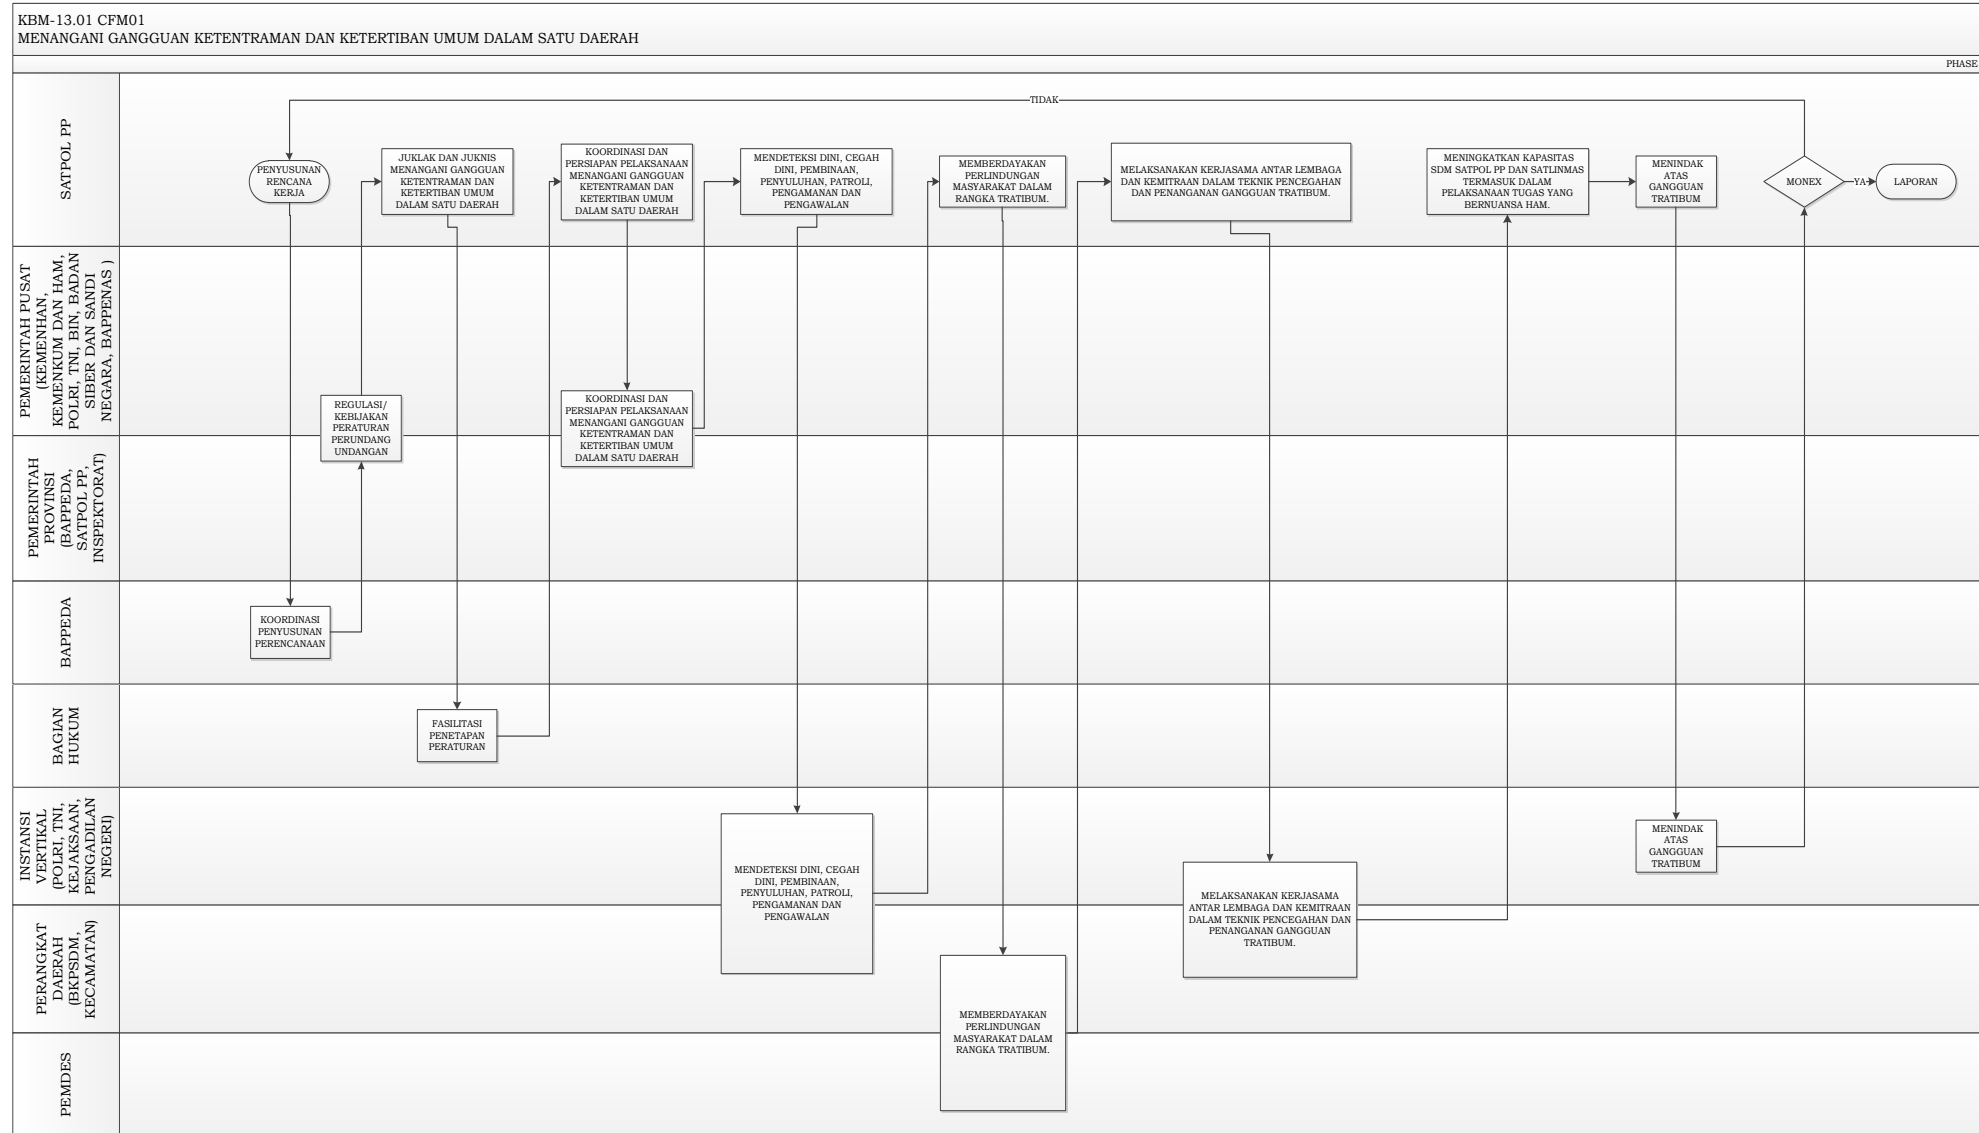 KBM-13.01 CFM01
MENANGANI GANGGUAN KETENTRAMAN DAN KETERTIBAN UMUM DALAM SATU DAERAH
PHASE
SATPOL PP
TIDAK
PENYUSUNAN
RENCANA
KERJA
JUKLAK DAN JUKNIS
MENANGANI GANGGUAN
KETENTRAMAN DAN
KETERTIBAN UMUM
DALAM SATU DAERAH
KOORDINASI DAN
PERSIAPAN PELAKSANAAN
MENANGANI GANGGUAN
KETENTRAMAN DAN
KETERTIBAN UMUM
DALAM SATU DAERAH
MENDETEKSI DINI, CEGAH
DINI, PEMBINAAN,
PENYULUHAN, PATROLI,
PENGAMANAN DAN
PENGAWALAN
MEMBERDAYAKAN
PERLINDUNGAN
MASYARAKAT DALAM
RANGKA TRATIBUM.
MELAKSANAKAN KERJASAMA ANTAR LEMBAGA
DAN KEMITRAAN DALAM TEKNIK PENCEGAHAN
DAN PENANGANAN GANGGUAN TRATIBUM.
MENINGKATKAN KAPASITAS
SDM SATPOL PP DAN SATLINMAS
TERMASUK DALAM
PELAKSANAAN TUGAS YANG
BERNUANSA HAM.
MENINDAK
ATAS
GANGGUAN
TRATIBUM
MONEX
YA
LAPORAN
PEMERINTAH PUSAT
(KEMENHAN,
KEMENKUM DAN HAM,
POLRI, TNI, BIN, BADAN
SIBER DAN SANDI
NEGARA, BAPPENAS )
REGULASI/
KEBIJAKAN
PERATURAN
PERUNDANG
UNDANGAN
KOORDINASI DAN
PERSIAPAN PELAKSANAAN
MENANGANI GANGGUAN
KETENTRAMAN DAN
KETERTIBAN UMUM
DALAM SATU DAERAH
PEMERINTAH
PROVINSI
(BAPPEDA,
SATPOL PP,
INSPEKTORAT)
BAPPEDA
KOORDINASI
PENYUSUNAN
PERENCANAAN
BAGIAN
HUKUM
FASILITASI
PENETAPAN
PERATURAN
INSTANSI
VERTIKAL
(POLRI, TNI,
KEJAKSAAN,
PENGADILAN
NEGERI)
MENDETEKSI DINI, CEGAH
DINI, PEMBINAAN,
PENYULUHAN, PATROLI,
PENGAMANAN DAN
PENGAWALAN
MELAKSANAKAN KERJASAMA
ANTAR LEMBAGA DAN KEMITRAAN
DALAM TEKNIK PENCEGAHAN DAN
PENANGANAN GANGGUAN
TRATIBUM.
MENINDAK
ATAS
GANGGUAN
TRATIBUM
PERANGKAT
DAERAH
(BKPSDM,
KECAMATAN)
MEMBERDAYAKAN
PERLINDUNGAN
MASYARAKAT DALAM
RANGKA TRATIBUM.
PEMDES